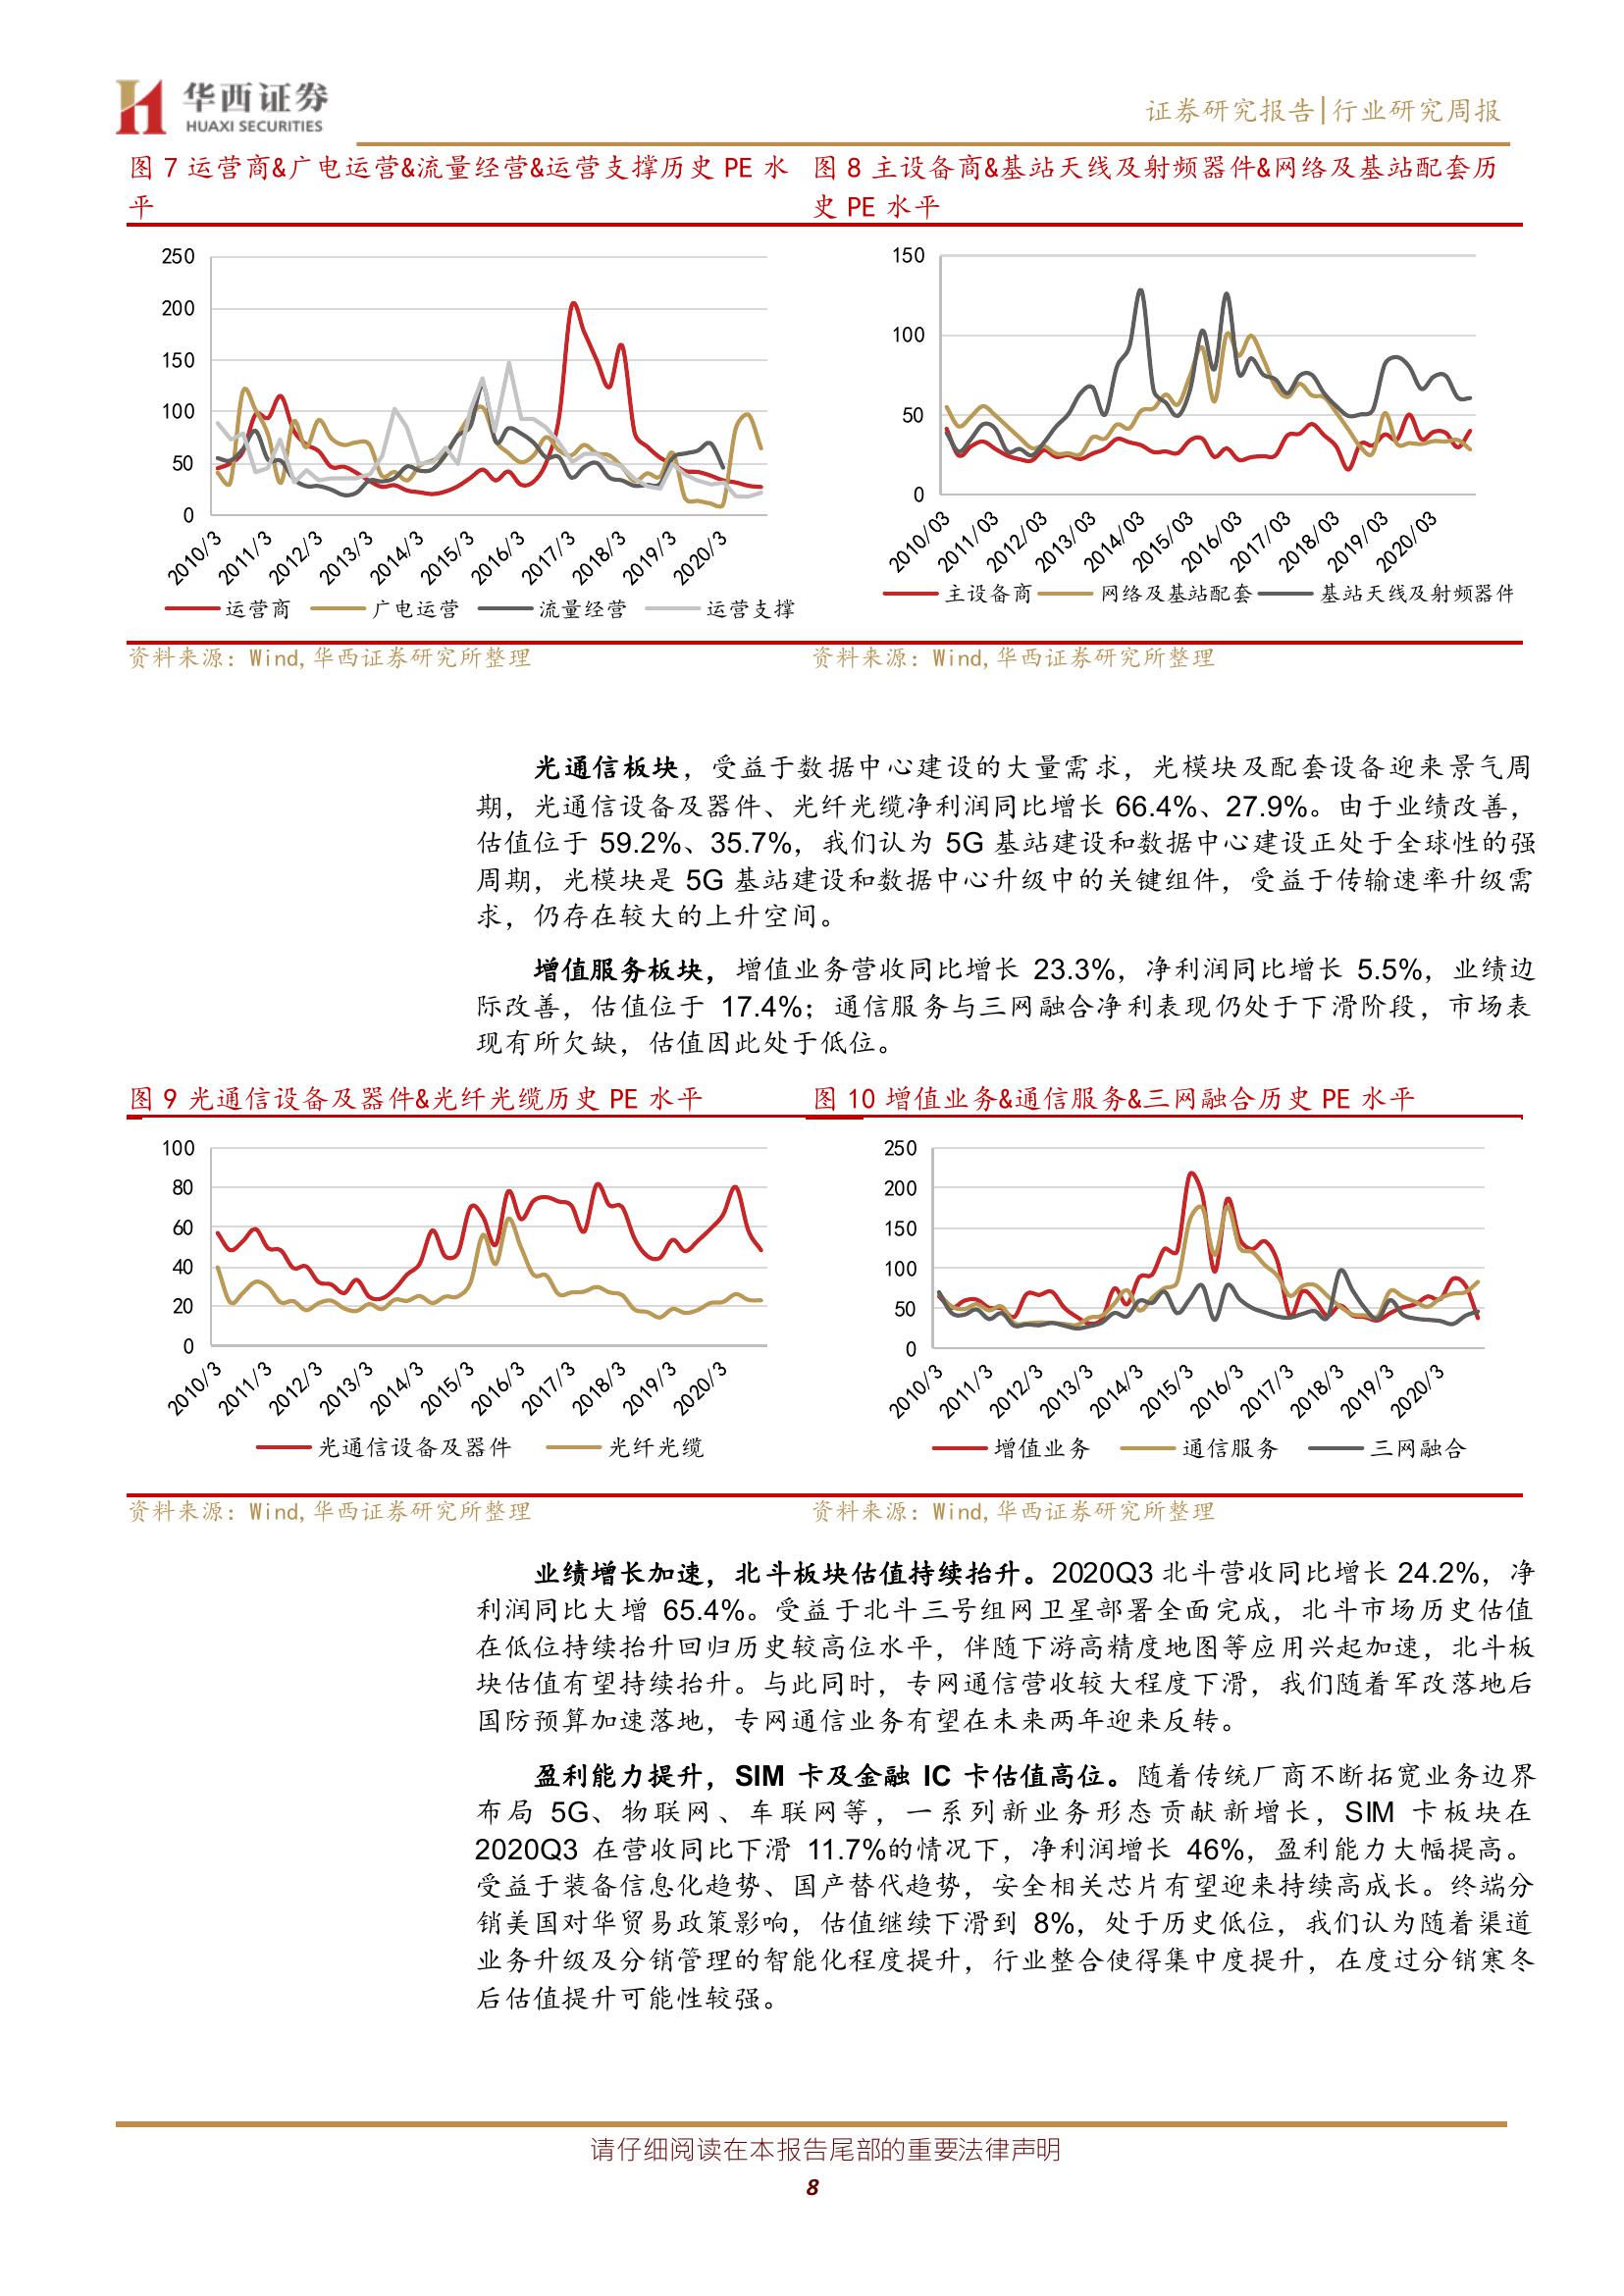 华西证券
HUAXI SECURITIES
证券研究报告|行业研究周报
图 7 运营商&广电运营&流量经营&运营支撑历史 PE 水
平
图 8 主设备商&基站天线及射频器件&网络及基站配套历
史 PE 水平
250
200
150
100
50
0
2010/3
2011/3
2012/3
2013/3
2014/3
2015/3
2016/3
2017/3
2018/3
2019/3
2020/3
运营商 广电运营 流量经营 运营支撑
150
100
50
0
2010/03
2011/03
2012/03
2013/03
2014/03
2015/03
2016/03
2017/03
2018/03
2019/03
2020/03
主设备商 网络及基站配套 基站天线及射频器件
资料来源：Wind,华西证券研究所整理
资料来源：Wind,华西证券研究所整理
光通信板块，受益于数据中心建设的大量需求，光模块及配套设备迎来景气周
期，光通信设备及器件、光纤光缆净利润同比增长 66.4%、27.9%。由于业绩改善，
估值位于 59.2%、35.7%，我们认为 5G 基站建设和数据中心建设正处于全球性的强
周期，光模块是 5G 基站建设和数据中心升级中的关键组件，受益于传输速率升级需
求，仍存在较大的上升空间。
增值服务板块，增值业务营收同比增长 23.3%，净利润同比增长 5.5%，业绩边
际改善，估值位于 17.4%；通信服务与三网融合净利表现仍处于下滑阶段，市场表
现有所欠缺，估值因此处于低位。
图 9 光通信设备及器件&光纤光缆历史 PE 水平
图 10 增值业务&通信服务&三网融合历史 PE 水平
100
80
60
40
20
0
2010/3
2011/3
2012/3
2013/3
2014/3
2015/3
2016/3
2017/3
2018/3
2019/3
2020/3
光通信设备及器件 光纤光缆
250
200
150
100
50
0
2010/3
2011/3
2012/3
2013/3
2014/3
2015/3
2016/3
2017/3
2018/3
2019/3
2020/3
增值业务 通信服务 三网融合
资料来源：Wind,华西证券研究所整理
资料来源：Wind,华西证券研究所整理
业绩增长加速，北斗板块估值持续抬升。2020Q3 北斗营收同比增长 24.2%，净
利润同比大增 65.4%。受益于北斗三号组网卫星部署全面完成，北斗市场历史估值
在低位持续抬升回归历史较高位水平，伴随下游高精度地图等应用兴起加速，北斗板
块估值有望持续抬升。与此同时，专网通信营收较大程度下滑，我们随着军改落地后
国防预算加速落地，专网通信业务有望在未来两年迎来反转。
盈利能力提升，SIM 卡及金融 IC 卡估值高位。随着传统厂商不断拓宽业务边界
布局 5G、物联网、车联网等，一系列新业务形态贡献新增长，SIM 卡板块在
2020Q3 在营收同比下滑 11.7%的情况下，净利润增长 46%，盈利能力大幅提高。
受益于装备信息化趋势、国产替代趋势，安全相关芯片有望迎来持续高成长。终端分
销美国对华贸易政策影响，估值继续下滑到 8%，处于历史低位，我们认为随着渠道
业务升级及分销管理的智能化程度提升，行业整合使得集中度提升，在度过分销寒冬
后估值提升可能性较强。
请仔细阅读在本报告尾部的重要法律声明
8